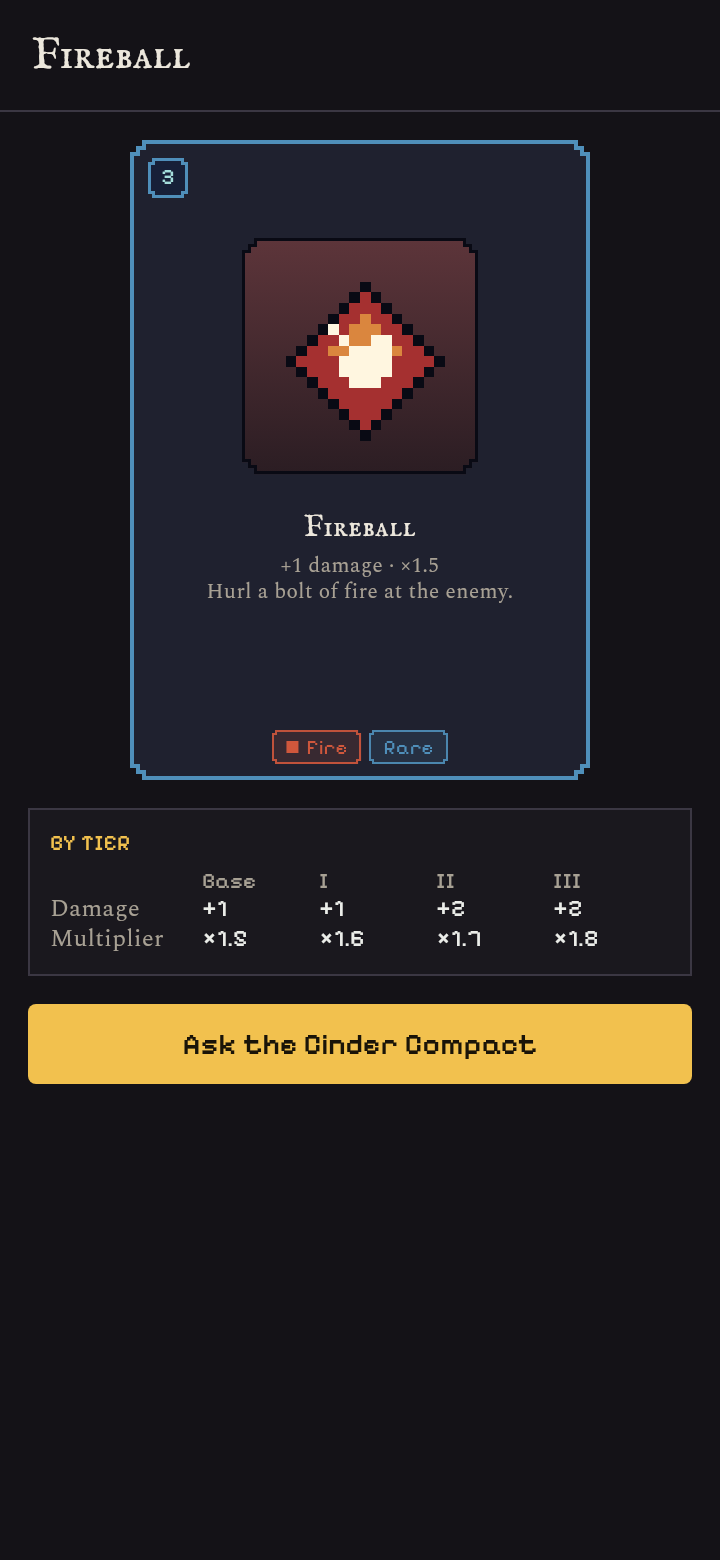 Fireball
3
Fireball
+1 damage · ×1.5
Hurl a bolt of fire at the enemy.
Fire Rare
BY TIER
Base I II III
Damage +1 +1 +2 +2
Multiplier ×1.5 ×1.6 ×1.7 ×1.8
Ask the Cinder Compact